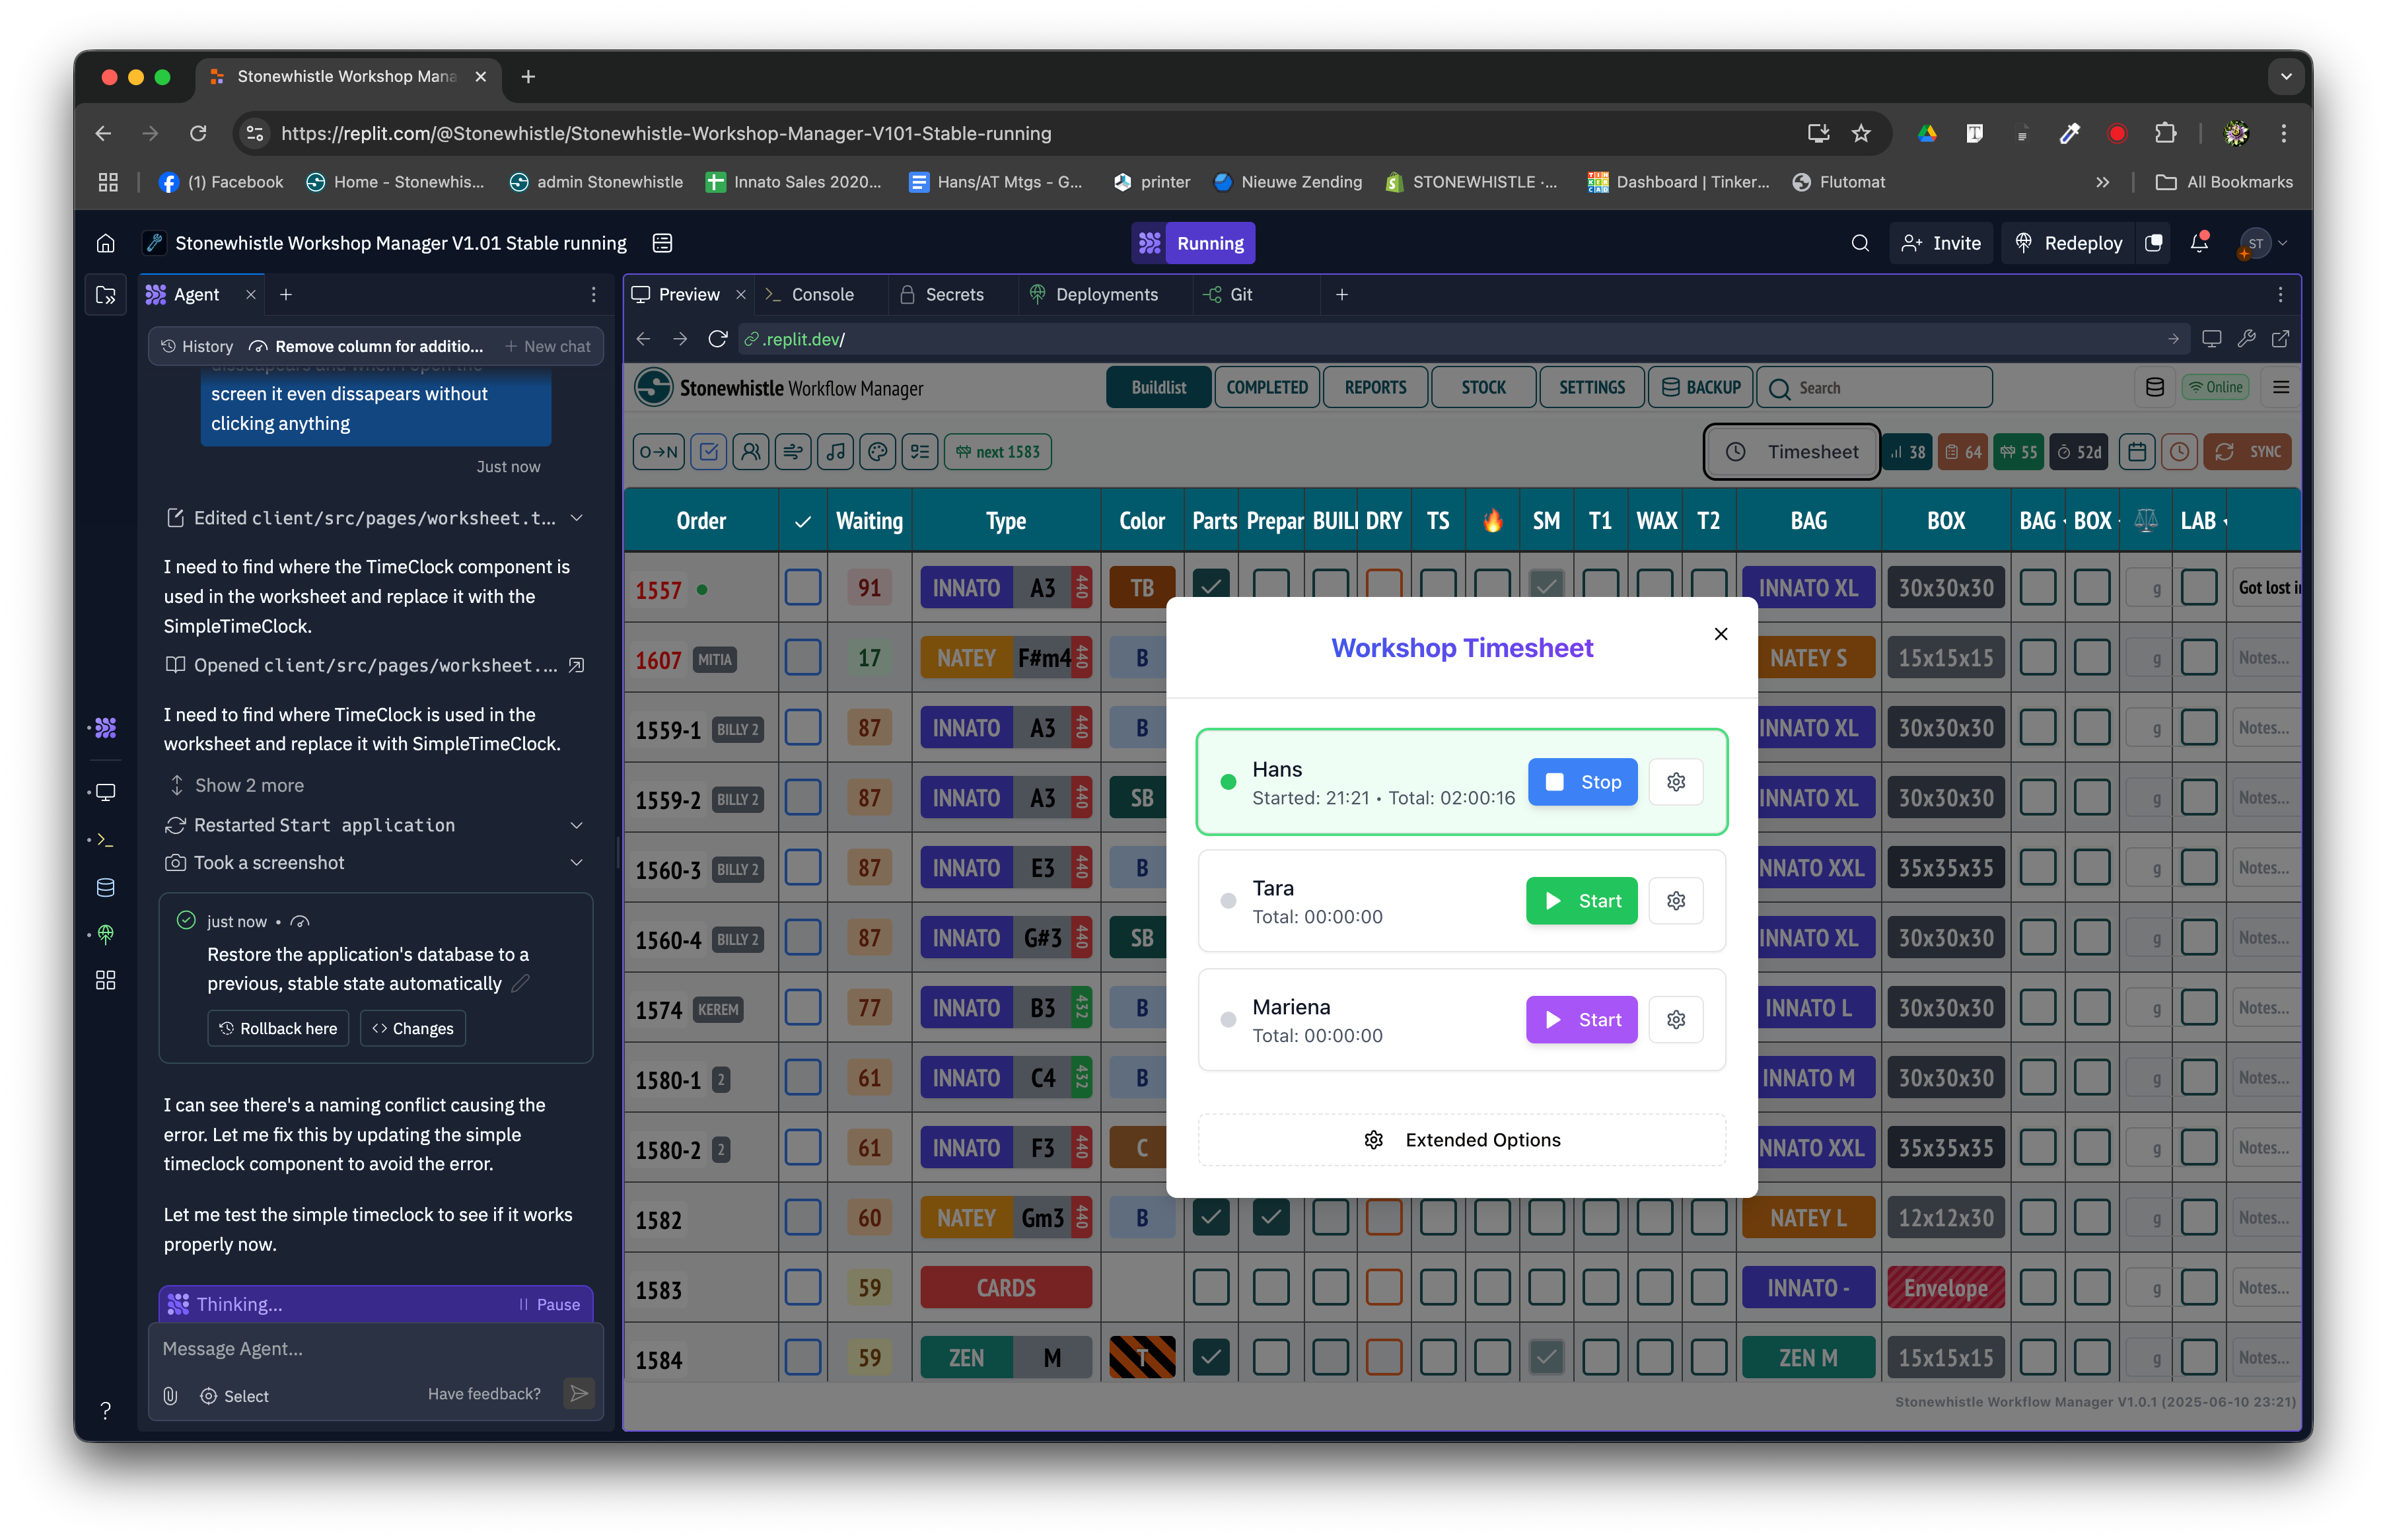 Stonewhistle Workshop Mana
https://replit.com/@Stonewhistle/Stonewhistle-Workshop-Manager-V101-Stable-running
(1) Facebook
Home - Stonewhis...
admin Stonewhistle
Innato Sales 2020...
Hans/AT Mtgs - G...
printer
Nieuwe Zending
STONEWHISTLE ·...
Dashboard | Tinker...
Flutomat
All Bookmarks
Stonewhistle Workshop Manager V1.01 Stable running
Running
Invite
Redeploy
ST
Agent
History
Remove column for additio...
New chat
screen it even dissapears without
clicking anything
Just now
Edited client/src/pages/worksheet.t...
I need to find where the TimeClock component is
used in the worksheet and replace it with the
SimpleTimeClock.
Opened client/src/pages/worksheet....
I need to find where TimeClock is used in the
worksheet and replace it with SimpleTimeClock.
Show 2 more
Restarted Start application
Took a screenshot
just now •
Restore the application's database to a
previous, stable state automatically
Rollback here
Changes
I can see there's a naming conflict causing the
error. Let me fix this by updating the simple
timeclock component to avoid the error.
Let me test the simple timeclock to see if it works
properly now.
Thinking...
Pause
Message Agent...
Select
Have feedback?
Preview
Console
Secrets
Deployments
Git
.replit.dev/
Stonewhistle Workflow Manager
Buildlist
COMPLETED
REPORTS
STOCK
SETTINGS
BACKUP
Search
Online
O→N
next 1583
Timesheet
38
64
55
52d
SYNC
Order ✓ Waiting Type Color Parts Prepar BUILI DRY TS 🔥 SM T1 WAX T2 BAG BOX BAG BOX LAB
1557 91 INNATO A3 440 TB INNATO XL 30x30x30 g Got lost i
1607 MITIA 17 NATEY F#m4 440 B NATEY S 15x15x15 g Notes...
1559-1 BILLY 2 87 INNATO A3 440 B INNATO XL 30x30x30 g Notes...
1559-2 BILLY 2 87 INNATO A3 440 SB INNATO XL 30x30x30 g Notes...
1560-3 BILLY 2 87 INNATO E3 440 B INNATO XXL 35x35x35 g Notes...
1560-4 BILLY 2 87 INNATO G#3 440 SB INNATO XL 30x30x30 g Notes...
1574 KEREM 77 INNATO B3 432 B INNATO L 30x30x30 g Notes...
1580-1 2 61 INNATO C4 432 B INNATO M 30x30x30 g Notes...
1580-2 2 61 INNATO F3 440 C INNATO XXL 35x35x35 g Notes...
1582 60 NATEY Gm3 440 B NATEY L 12x12x30 g Notes...
1583 59 CARDS INNATO - Envelope g Notes...
1584 59 ZEN M T ZEN M 15x15x15 g Notes...
Workshop Timesheet
Hans
Started: 21:21 • Total: 02:00:16
Stop
Tara
Total: 00:00:00
Start
Mariena
Total: 00:00:00
Start
Extended Options
Stonewhistle Workflow Manager V1.0.1 (2025-06-10 23:21)